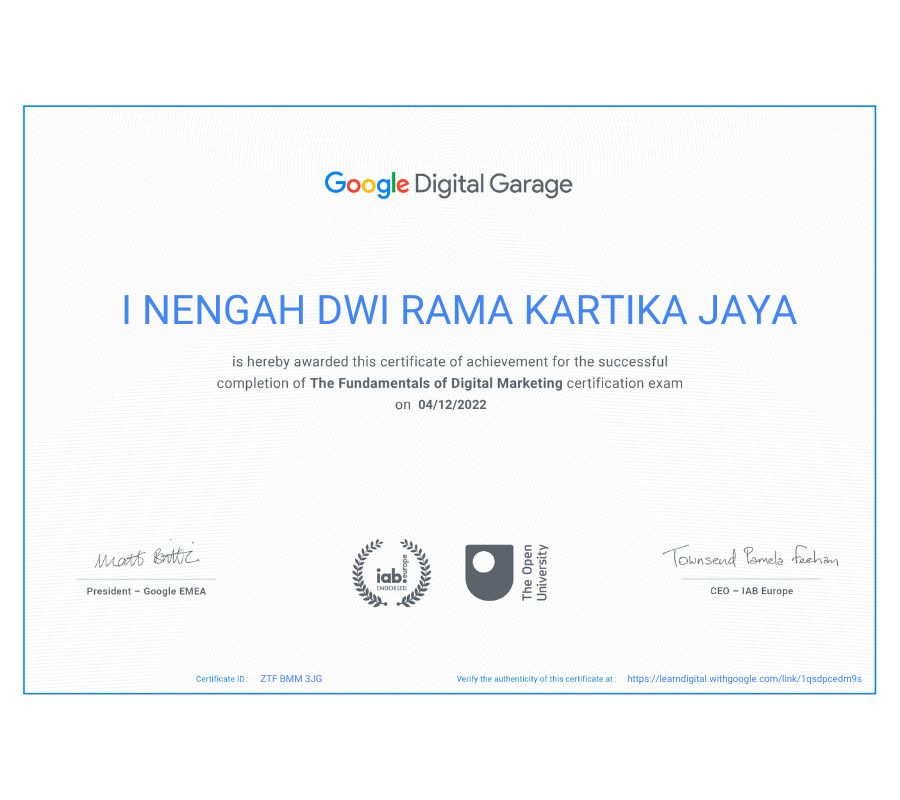 Google Digital Garage
I NENGAH DWI RAMA KARTIKA JAYA
is hereby awarded this certificate of achievement for the successful
completion of The Fundamentals of Digital Marketing certification exam
on 04/12/2022
Matt Brittin
President – Google EMEA
iab. europe
ENDORSED
The Open
University
Townsend Pamela Feehan
CEO – IAB Europe
Certificate ID : ZTF BMM 3JG
Verify the authenticity of this certificate at : https://learndigital.withgoogle.com/link/1qsdpcedm9s